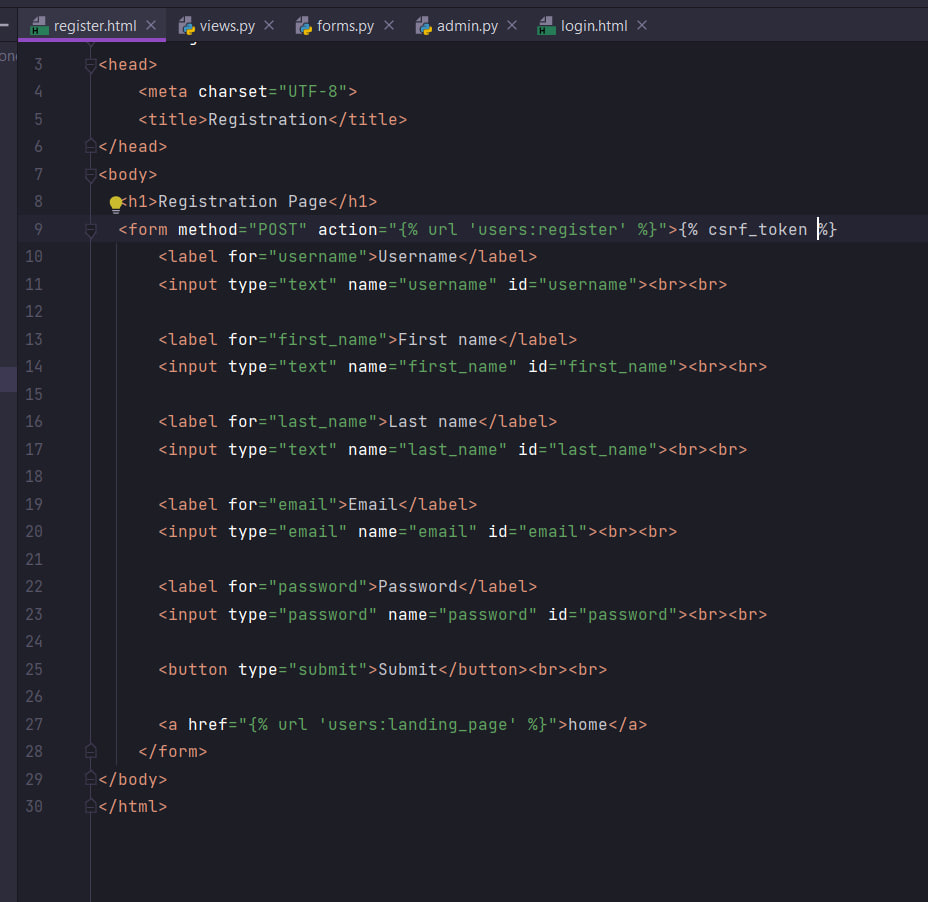 register.html views.py forms.py admin.py login.html
3 <head>
4 <meta charset="UTF-8">
5 <title>Registration</title>
6 </head>
7 <body>
8 <h1>Registration Page</h1>
9 <form method="POST" action="{% url 'users:register' %}">{% csrf_token %}
10 <label for="username">Username</label>
11 <input type="text" name="username" id="username"><br><br>
12
13 <label for="first_name">First name</label>
14 <input type="text" name="first_name" id="first_name"><br><br>
15
16 <label for="last_name">Last name</label>
17 <input type="text" name="last_name" id="last_name"><br><br>
18
19 <label for="email">Email</label>
20 <input type="email" name="email" id="email"><br><br>
21
22 <label for="password">Password</label>
23 <input type="password" name="password" id="password"><br><br>
24
25 <button type="submit">Submit</button><br><br>
26
27 <a href="{% url 'users:landing_page' %}">home</a>
28 </form>
29 </body>
30 </html>